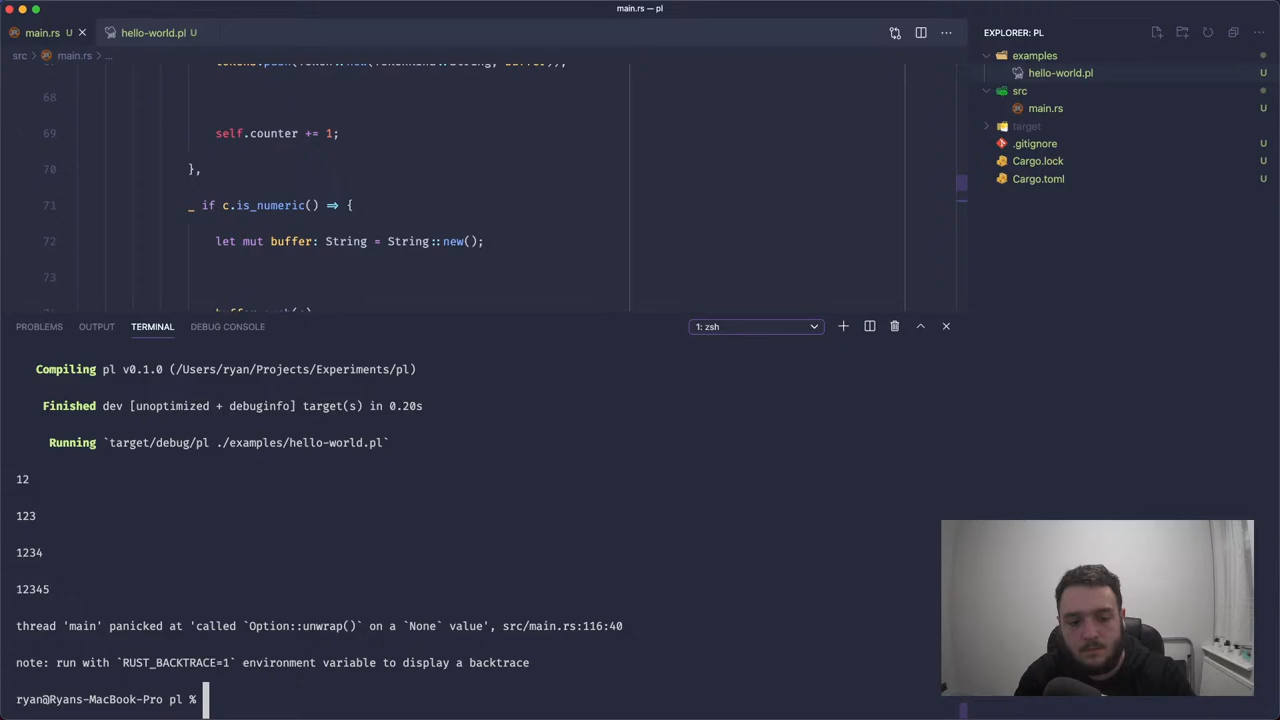 main.rs — pl
main.rs U
hello-world.pl U
src > main.rs > ...
EXPLORER: PL
examples
hello-world.pl U
src
main.rs U
target
.gitignore U
Cargo.lock U
Cargo.toml U
68
69 self.counter += 1;
70 },
71 _ if c.is_numeric() => {
72 let mut buffer: String = String::new();
73
PROBLEMS OUTPUT TERMINAL DEBUG CONSOLE 1: zsh
Compiling pl v0.1.0 (/Users/ryan/Projects/Experiments/pl)
Finished dev [unoptimized + debuginfo] target(s) in 0.20s
Running `target/debug/pl ./examples/hello-world.pl`
12
123
1234
12345
thread 'main' panicked at 'called `Option::unwrap()` on a `None` value', src/main.rs:116:40
note: run with `RUST_BACKTRACE=1` environment variable to display a backtrace
ryan@Ryans-MacBook-Pro pl %